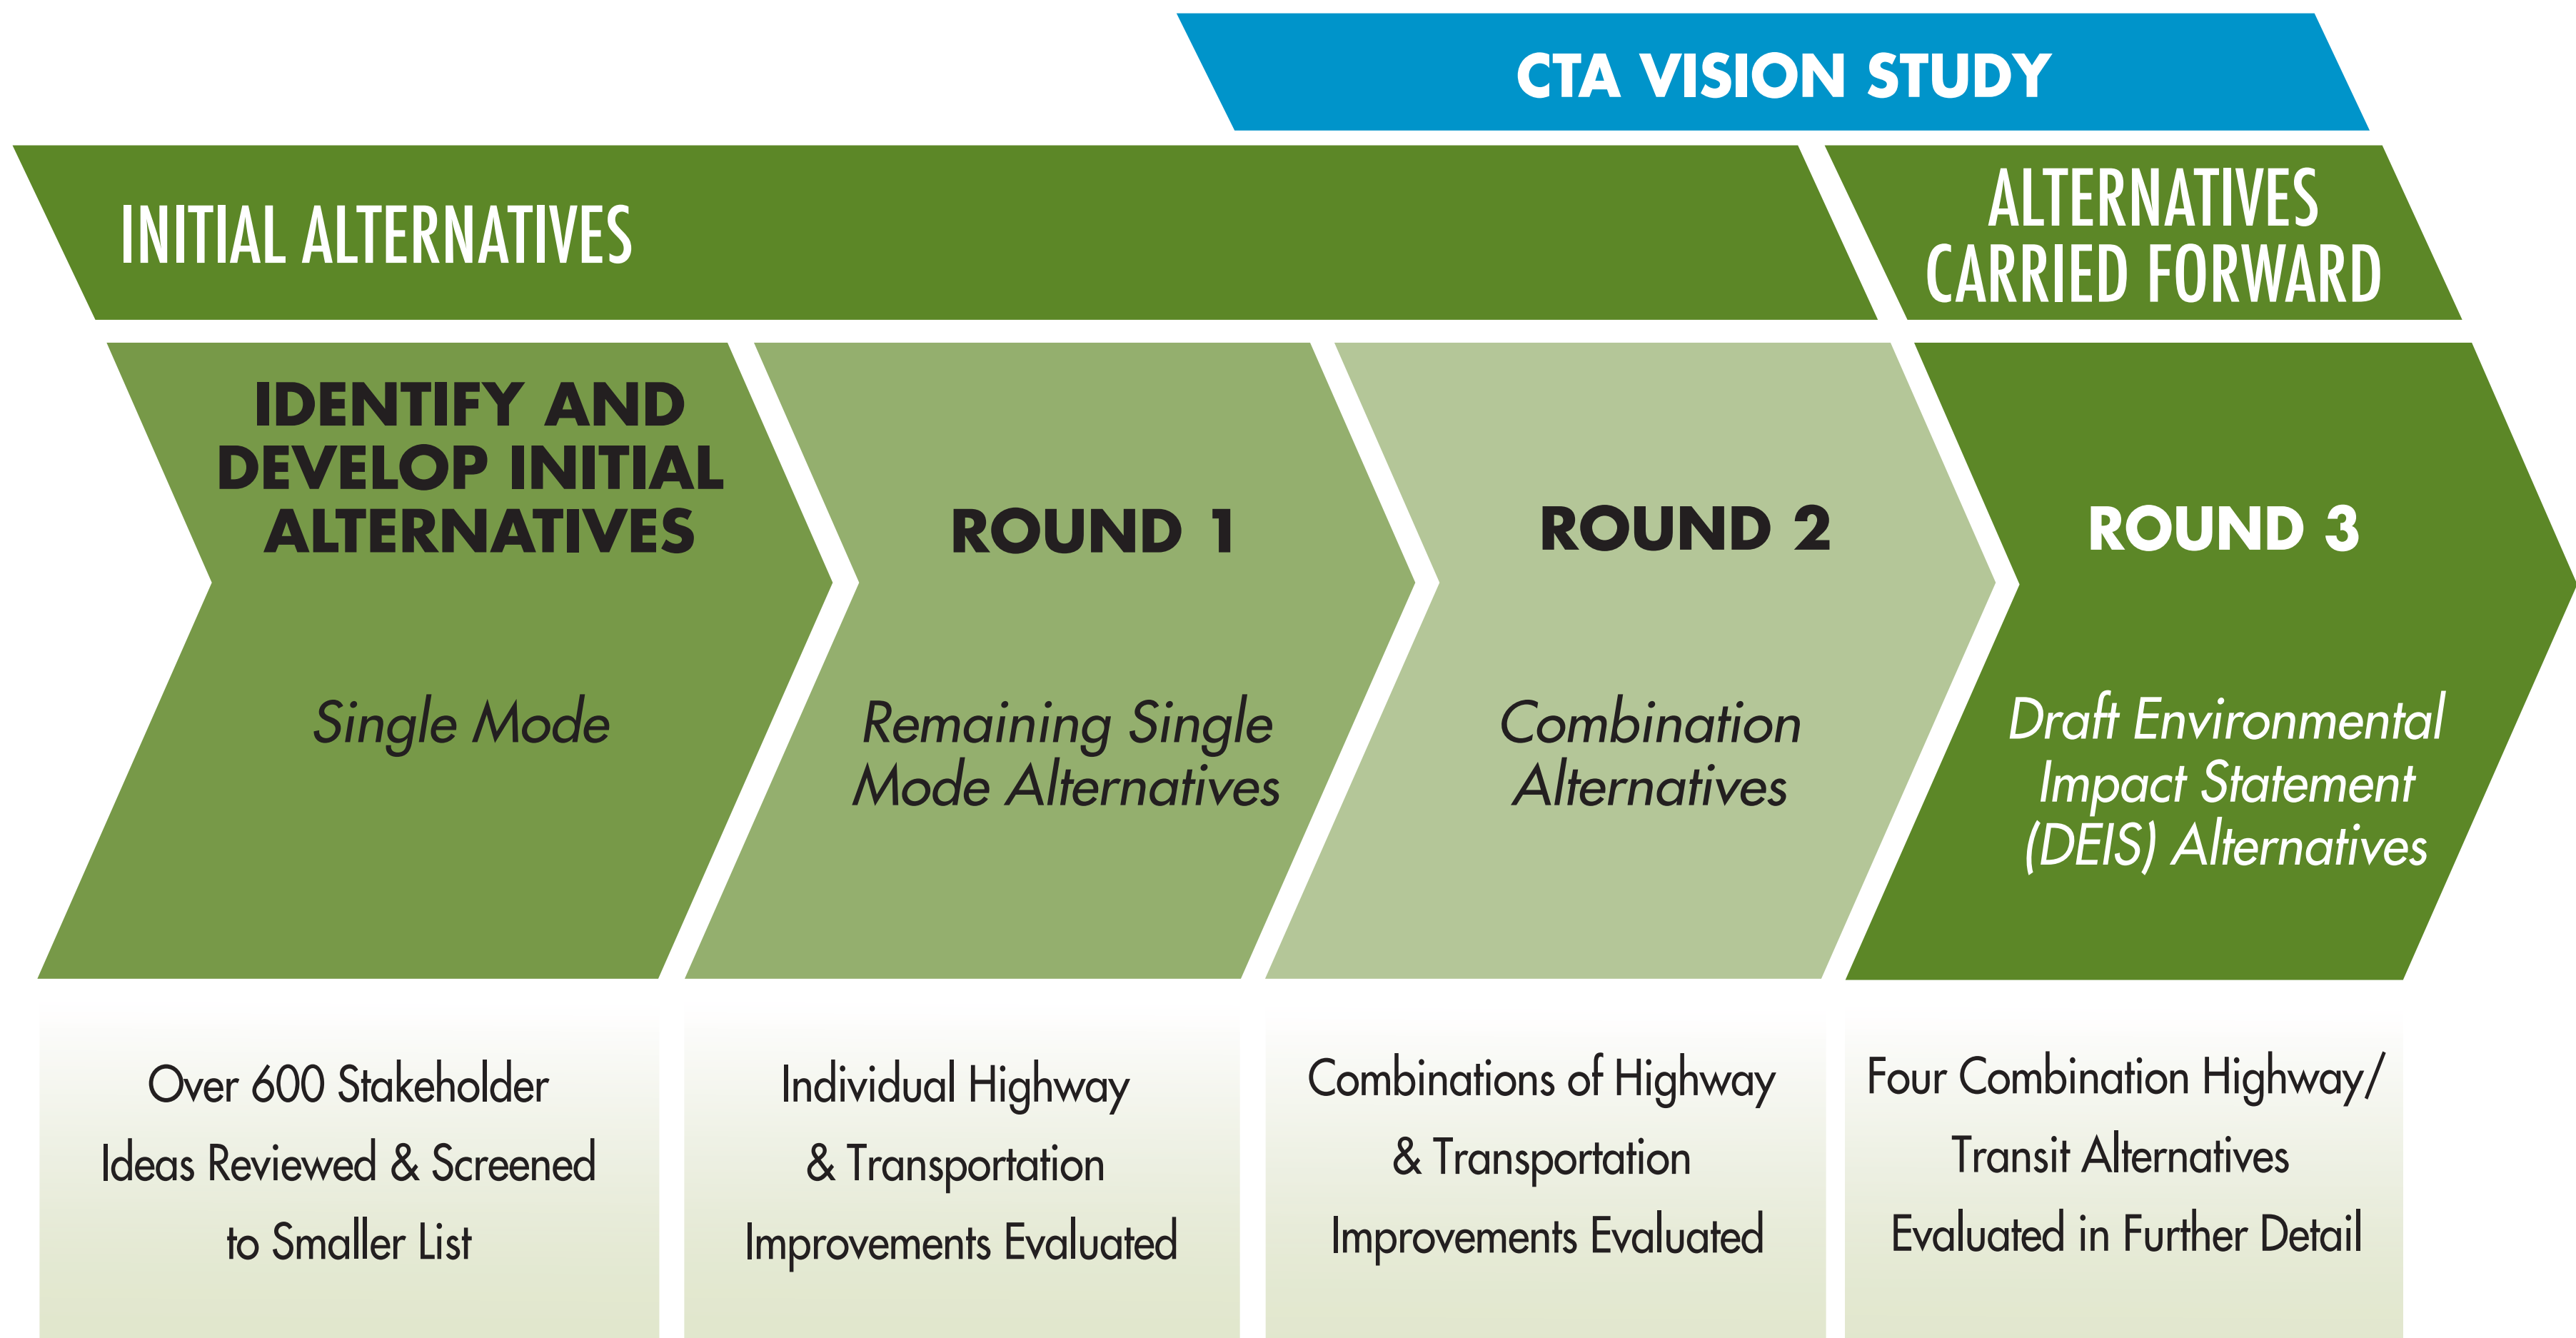 CTA VISION STUDY
INITIAL ALTERNATIVES
ALTERNATIVES
CARRIED FORWARD
IDENTIFY AND
DEVELOP INITIAL
ALTERNATIVES
Single Mode
ROUND 1
Remaining Single
Mode Alternatives
ROUND 2
Combination
Alternatives
ROUND 3
Draft Environmental
Impact Statement
(DEIS) Alternatives
Over 600 Stakeholder
Ideas Reviewed & Screened
to Smaller List
Individual Highway
& Transportation
Improvements Evaluated
Combinations of Highway
& Transportation
Improvements Evaluated
Four Combination Highway/
Transit Alternatives
Evaluated in Further Detail